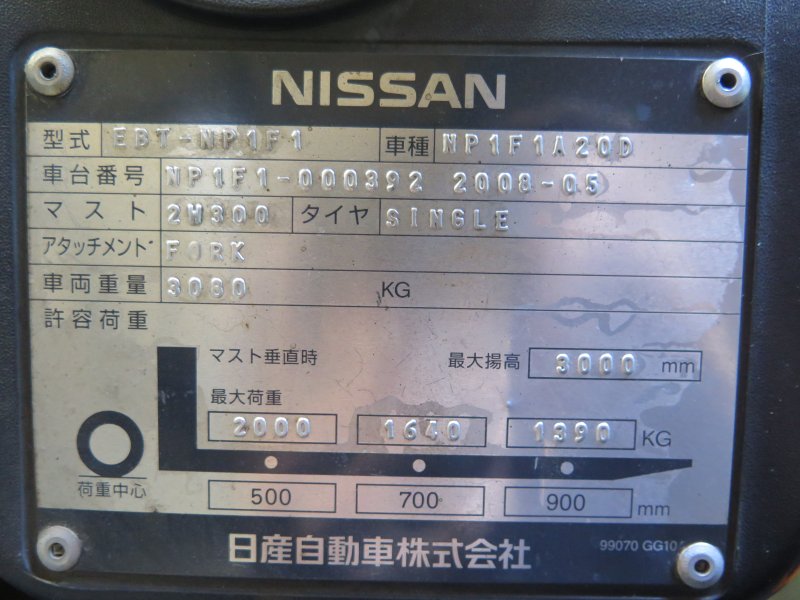 NISSAN
型式 EBT-NP1F1 車種 NP1F1A20D
車台番号 NP1F1-000392 2008-05
マスト 2W300 タイヤ SINGLE
アタッチメント FORK
車両重量 3080 KG
許容荷重
マスト垂直時 最大揚高 3000 mm
最大荷重
2000 1640 1390 KG
荷重中心 500 700 900 mm
日産自動車株式会社 99070 GG10